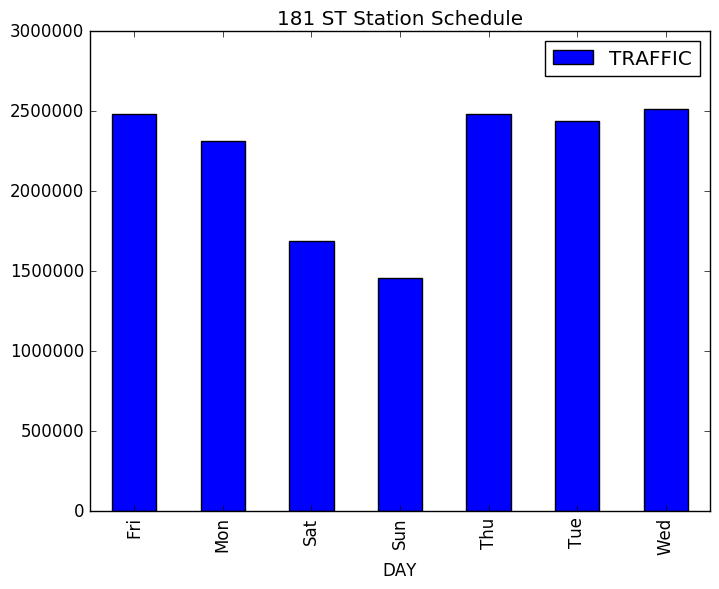 181 ST Station Schedule
3000000
TRAFFIC
2500000
2000000
1500000
1000000
500000
0
Fri
Mon
Sat
Sun
Thu
Tue
Wed
DAY